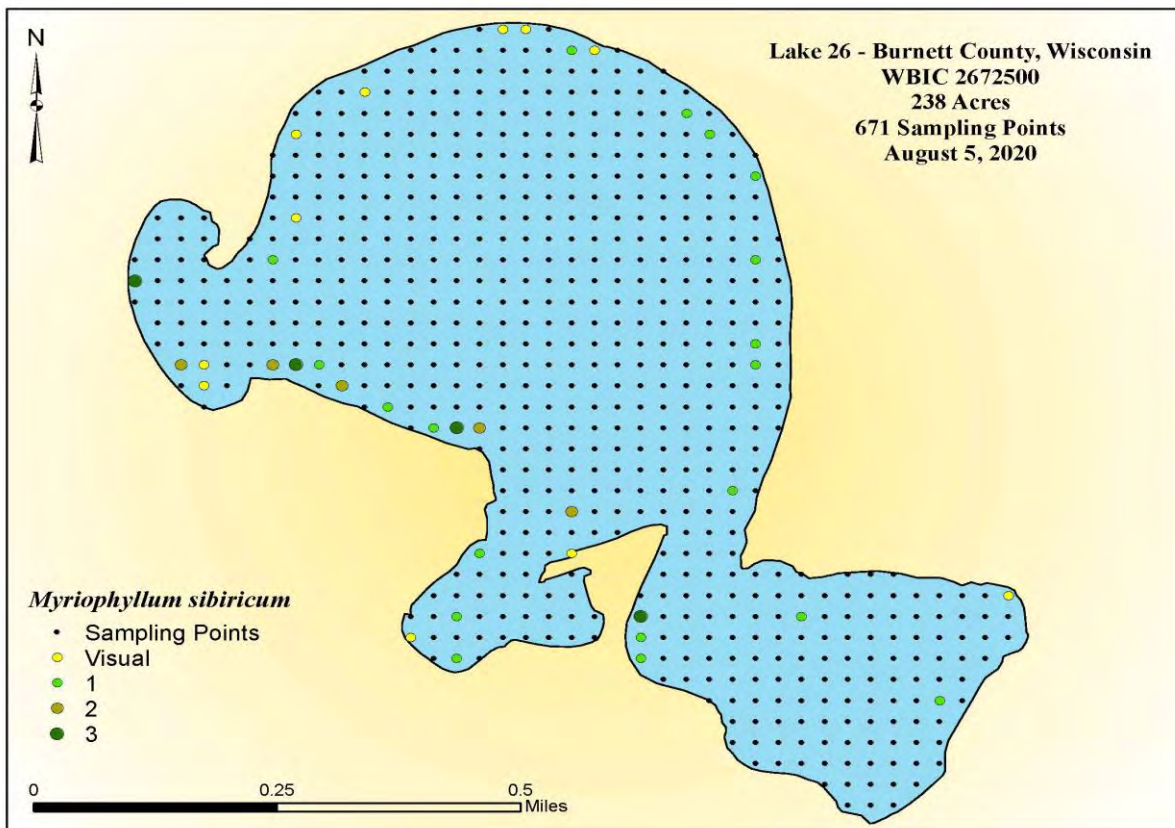 N
Lake 26 - Burnett County, Wisconsin
WBIC 2672500
238 Acres
671 Sampling Points
August 5, 2020
Myriophyllum sibiricum
Sampling Points
Visual
1
2
3
0 0.25 0.5
Miles